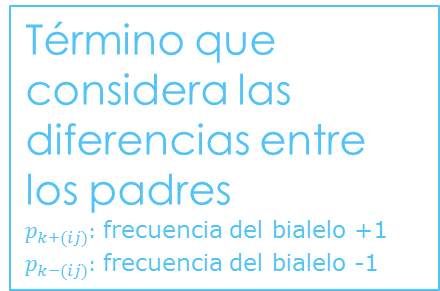 Término que
considera las
diferencias entre
los padres
𝑝𝑘+(𝑖𝑗): frecuencia del bialelo +1
𝑝𝑘−(𝑖𝑗): frecuencia del bialelo -1